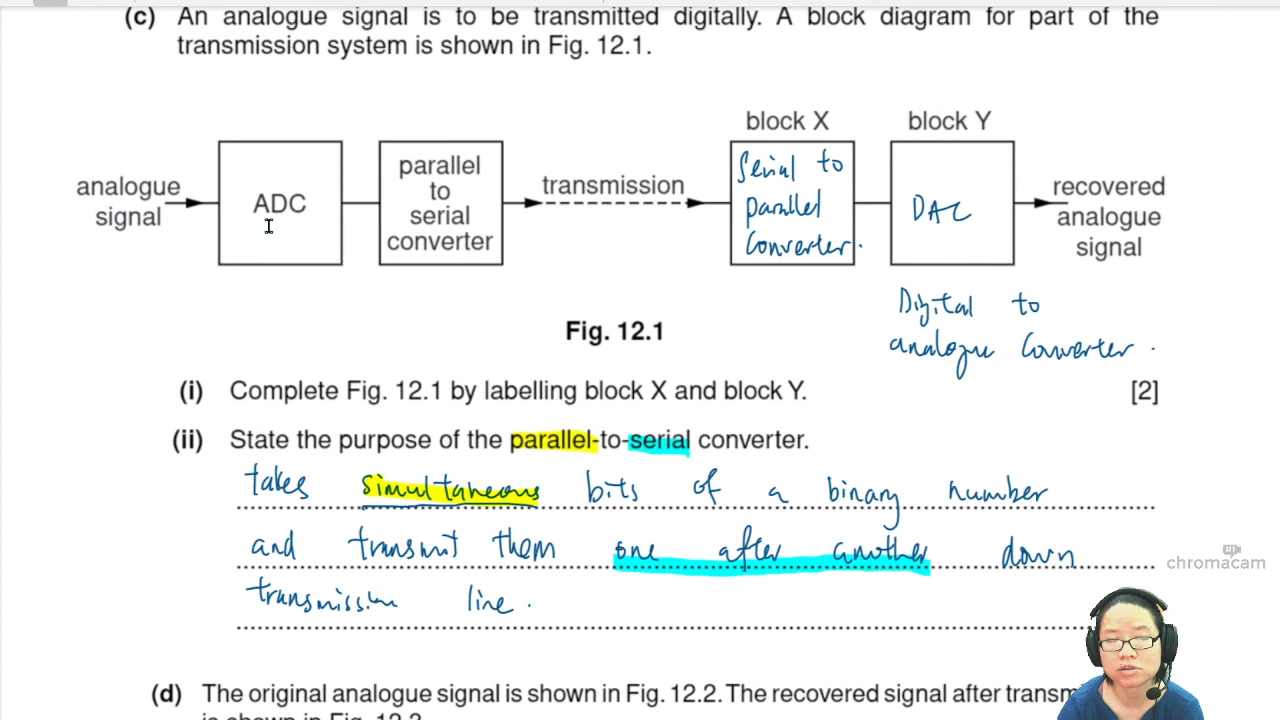 (c) An analogue signal is to be transmitted digitally. A block diagram for part of the
transmission system is shown in Fig. 12.1.
block X
block Y
analogue
signal
ADC
parallel
to
serial
converter
transmission
Serial to
parallel
converter.
DAC
recovered
analogue
signal
Digital to
analogue converter.
Fig. 12.1
(i) Complete Fig. 12.1 by labelling block X and block Y. [2]
(ii) State the purpose of the parallel-to-serial converter.
takes simultaneous bits of a binary number
and transmit them one after another down
transmission line.
chromacam
(d) The original analogue signal is shown in Fig. 12.2. The recovered signal after
is shown in Fig.